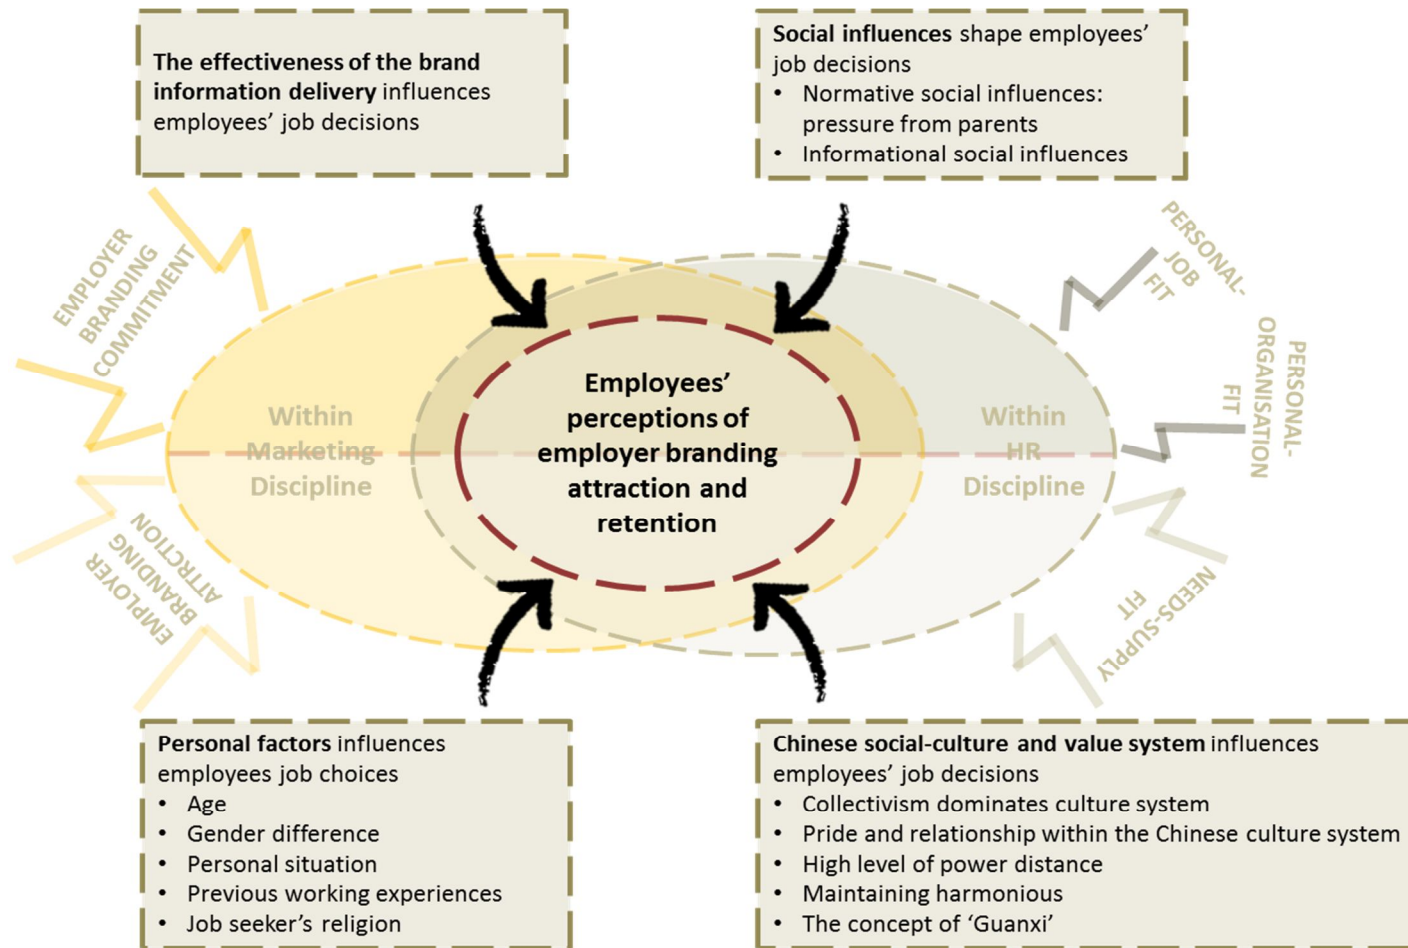 The effectiveness of the brand
information delivery influences
employees’ job decisions
Social influences shape employees’
job decisions
• Normative social influences:
pressure from parents
• Informational social influences
EMPLOYER
BRANDING
COMMITMENT
PERSONAL-
JOB
FIT
PERSONAL-
ORGANISATION
FIT
Within
Marketing
Discipline
Employees’
perceptions of
employer branding
attraction and
retention
Within
HR
Discipline
EMPLOYER
BRANDING
ATTRCTION
NEEDS-SUPPLY
FIT
Personal factors influences
employees job choices
• Age
• Gender difference
• Personal situation
• Previous working experiences
• Job seeker’s religion
Chinese social-culture and value system influences
employees’ job decisions
• Collectivism dominates culture system
• Pride and relationship within the Chinese culture system
• High level of power distance
• Maintaining harmonious
• The concept of ‘Guanxi’